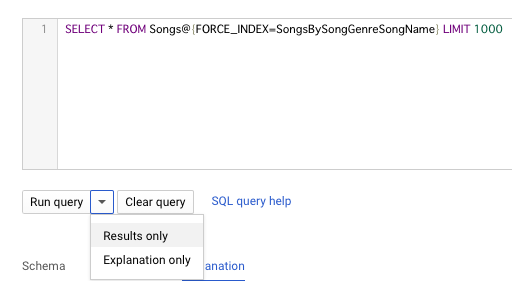 1 SELECT * FROM Songs@{FORCE_INDEX=SongsBySongGenreSongName} LIMIT 1000
Run query Clear query SQL query help
Results only
Explanation only
Schema anation